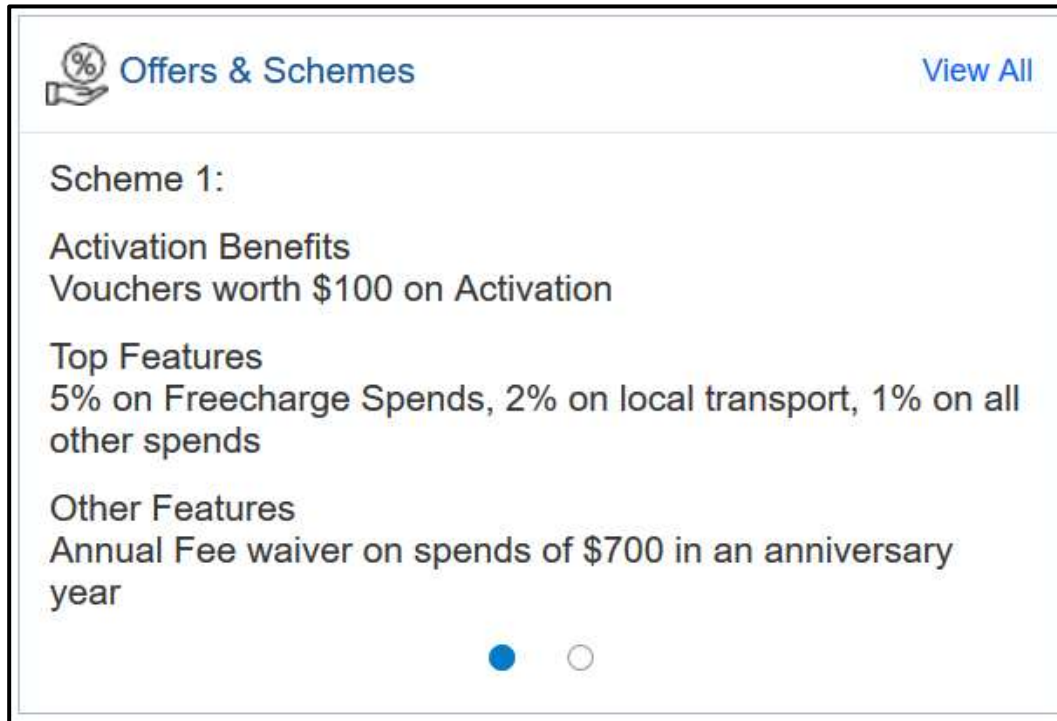 % Offers & Schemes
View All
Scheme 1:
Activation Benefits
Vouchers worth $100 on Activation
Top Features
5% on Freecharge Spends, 2% on local transport, 1% on all
other spends
Other Features
Annual Fee waiver on spends of $700 in an anniversary
year